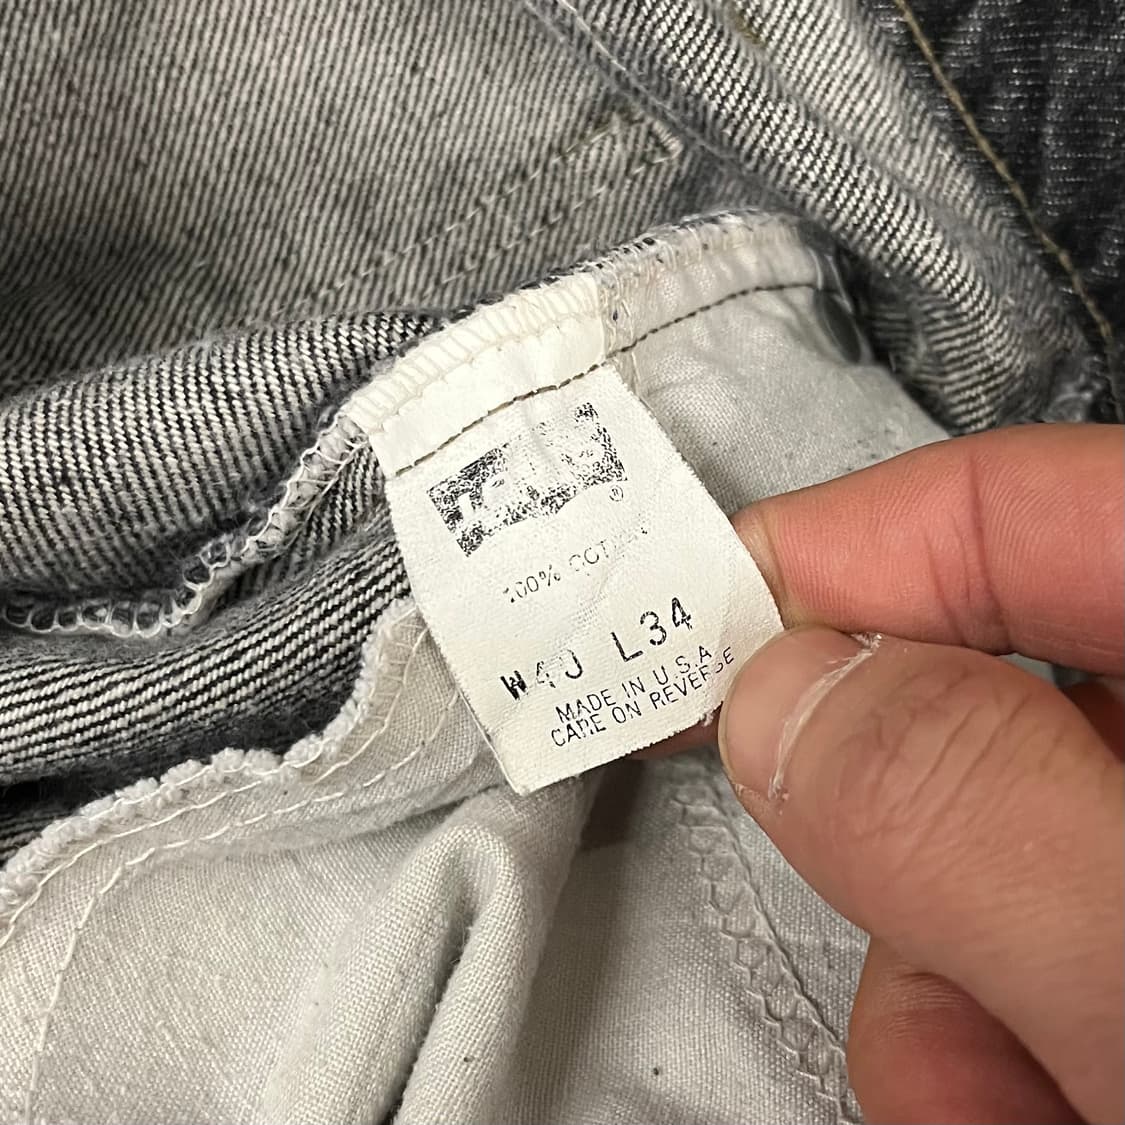 ®
100% COTTON
W40 L34
MADE IN U.S.A
CARE ON REVERSE